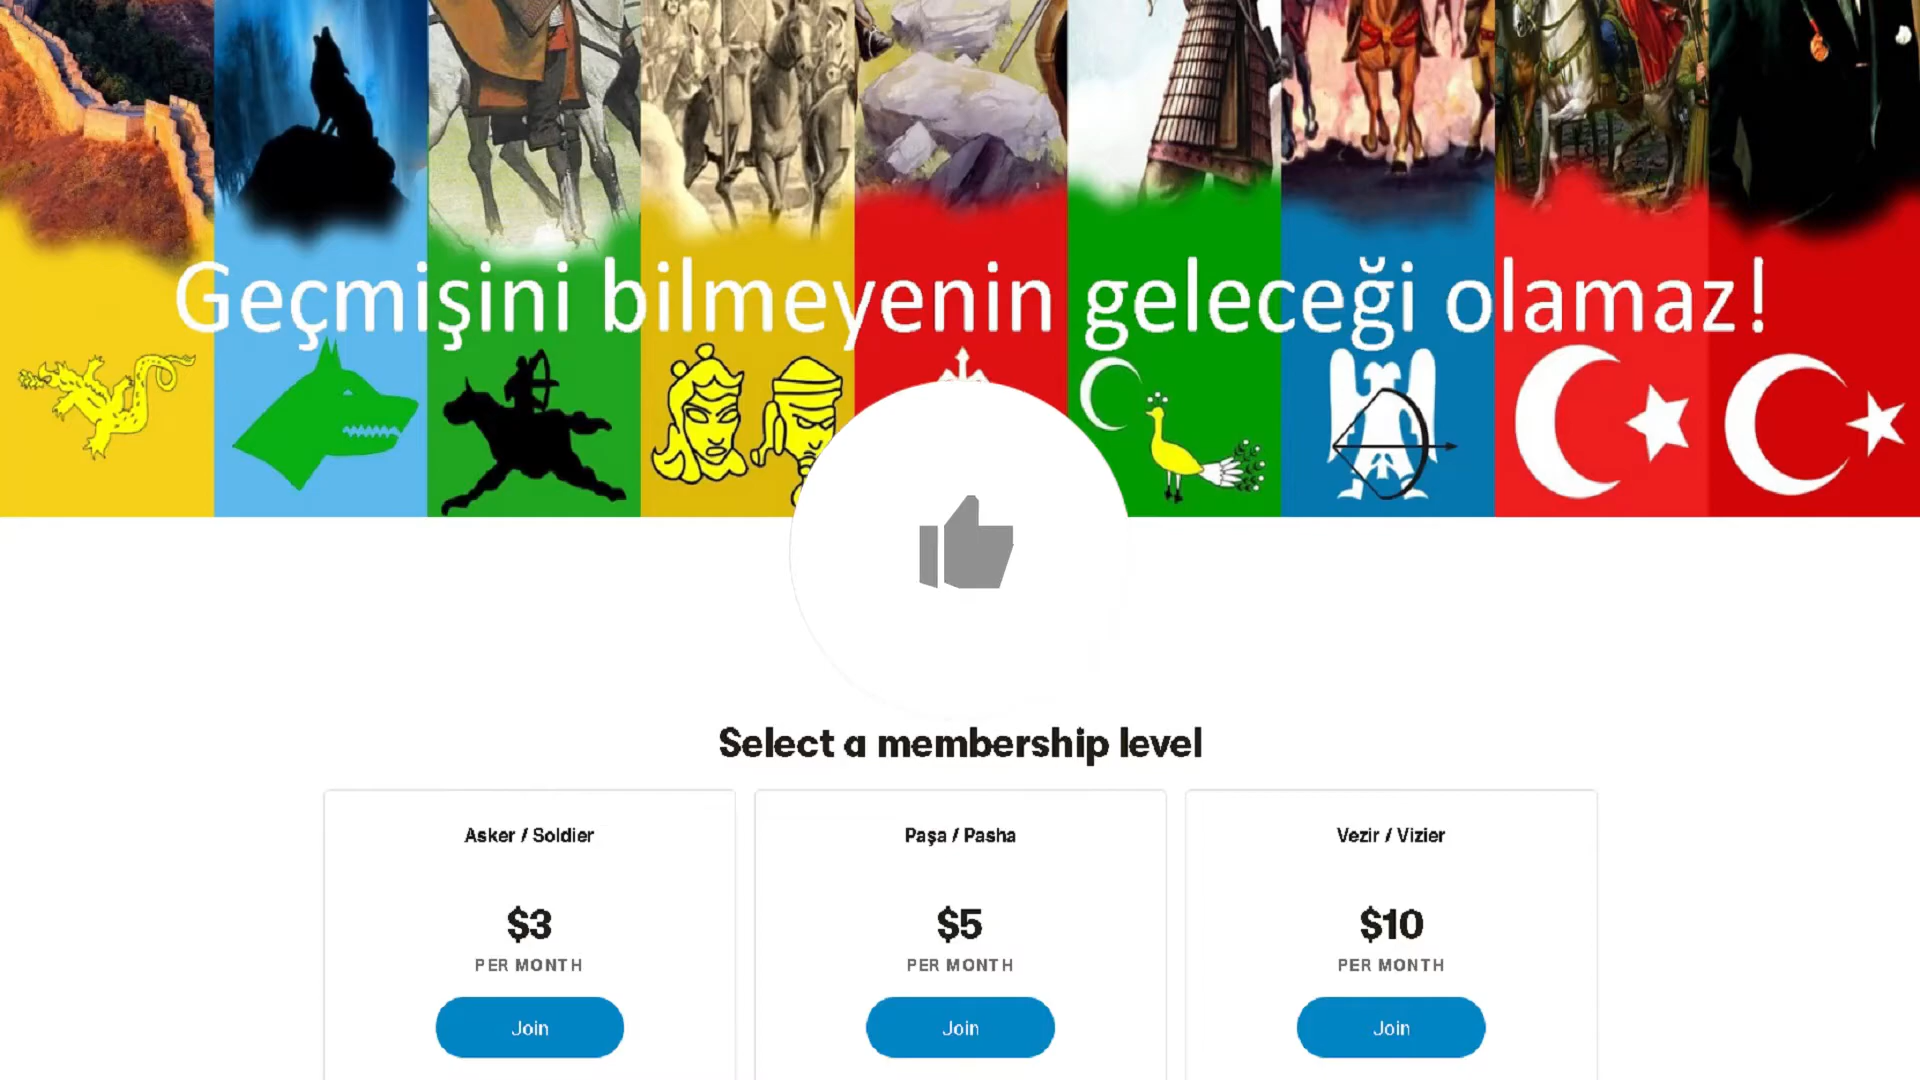 Geçmişini bilmeyenin geleceği olamaz!
Select a membership level
Asker / Soldier
$3
PER MONTH
Join
Paşa / Pasha
$5
PER MONTH
Join
Vezir / Vizier
$10
PER MONTH
Join